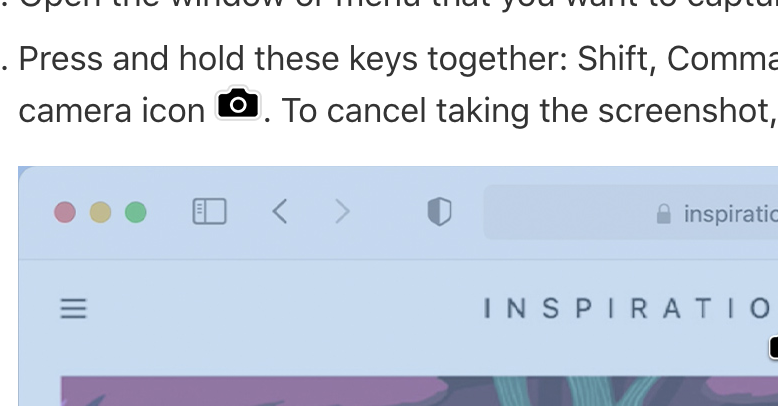 . Open the window or menu that you want to captu
. Press and hold these keys together: Shift, Comma
camera icon . To cancel taking the screenshot,
inspiratio
INSPIRATIO